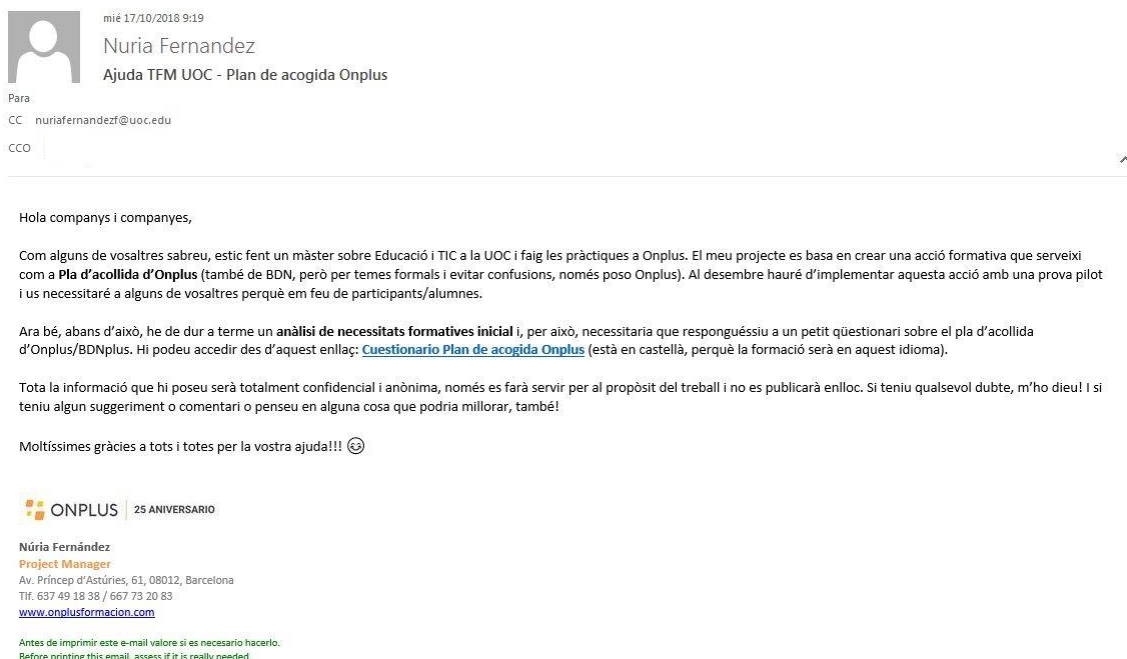 mié 17/10/2018 9:19
Nuria Fernandez
Ajuda TFM UOC - Plan de acogida Onplus
Para
CC nuriafernandezf@uoc.edu
CCO
Hola companys i companyes,
Com alguns de vosaltres sabreu, estic fent un màster sobre Educació i TIC a la UOC i faig les pràctiques a Onplus. El meu projecte es basa en crear una acció formativa que serveixi
com a Pla d'acollida d'Onplus (també de BDN, però per temes formals i evitar confusions, només poso Onplus). Al desembre hauré d'implementar aquesta acció amb una prova pilot
i us necessitaré a alguns de vosaltres perquè em feu de participants/alumnes.
Ara bé, abans d'això, he de dur a terme un anàlisi de necessitats formatives inicial i, per això, necessitaria que responguéssiu a un petit qüestionari sobre el pla d'acollida
d'Onplus/BDNplus. Hi podeu accedir des d'aquest enllaç: Cuestionario Plan de acogida Onplus (està en castellà, perquè la formació serà en aquest idioma).
Tota la informació que hi poseu serà totalment confidencial i anònima, només es farà servir per al propòsit del treball i no es publicarà enlloc. Si teniu qualsevol dubte, m'ho dieu! I si
teniu algun suggeriment o comentari o penseu en alguna cosa que podria millorar, també!
Moltíssimes gràcies a tots i totes per la vostra ajuda!!!
ONPLUS 25 ANIVERSARIO
Núria Fernández
Project Manager
Av. Príncep d'Astúries, 61, 08012, Barcelona
Tlf. 637 49 18 38 / 667 73 20 83
www.onplusformacion.com
Antes de imprimir este e-mail valore si es necesario hacerlo.
Before printing this email, assess if it is really needed.